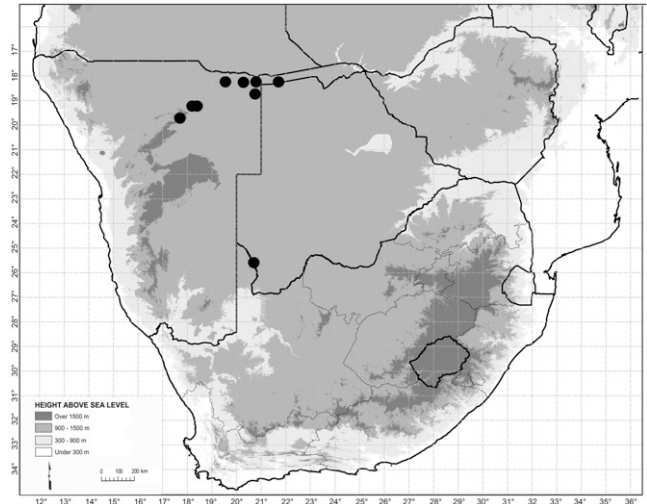 17°
18°
19°
20°
21°
22°
23°
24°
25°
26°
27°
28°
29°
30°
31°
32°
33°
34°
HEIGHT ABOVE SEA LEVEL
Over 1500 m
900 - 1500 m
300 - 900 m
Under 300 m
0 100 200 km
12° 13° 14° 15° 16° 17° 18° 19° 20° 21° 22° 23° 24° 25° 26° 27° 28° 29° 30° 31° 32° 33° 34° 35° 36°